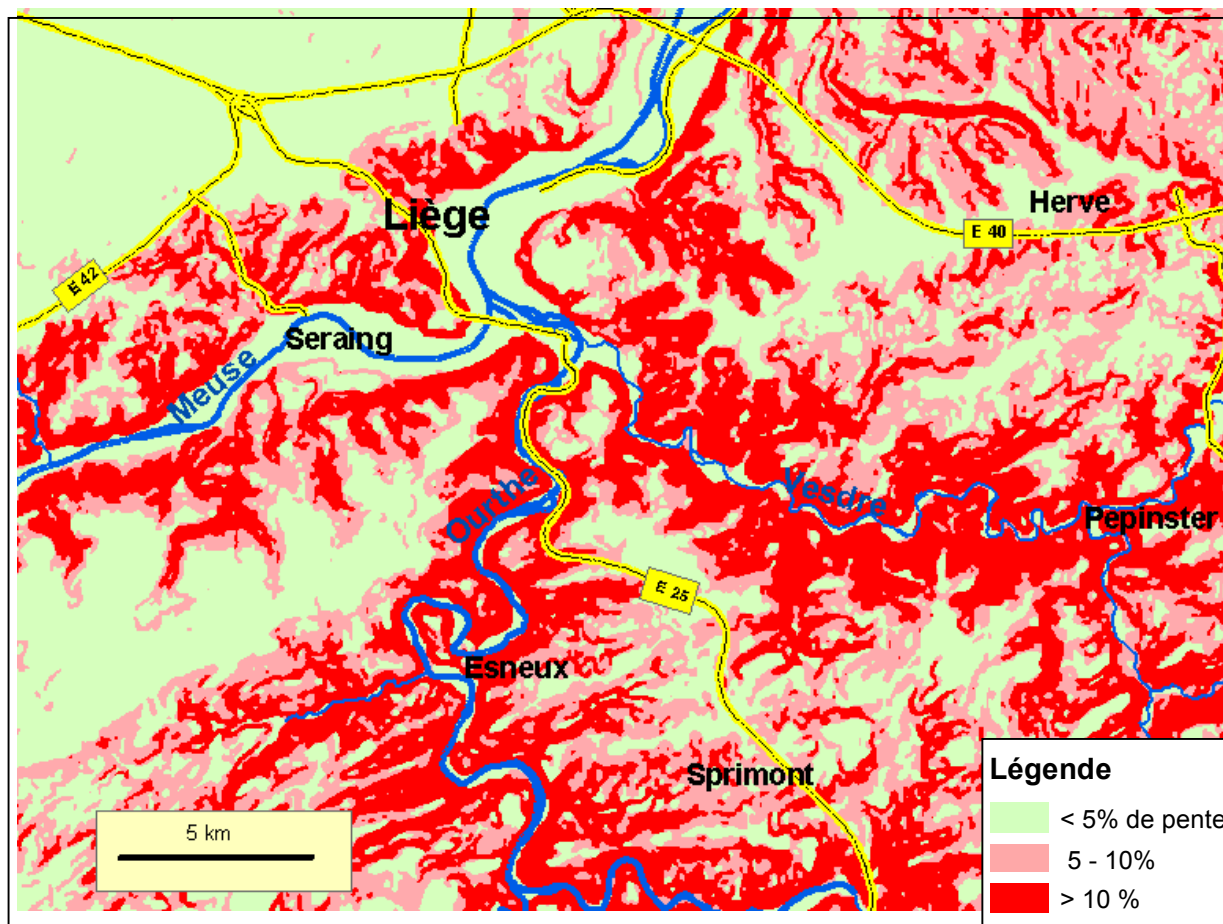 Herve
Liège
E 40
E 42
Seraing
Meuse
Ourthe
Vesdre
Pepinster
E 25
Esneux
Sprimont
5 km
Légende
< 5% de pente
5 - 10%
> 10 %